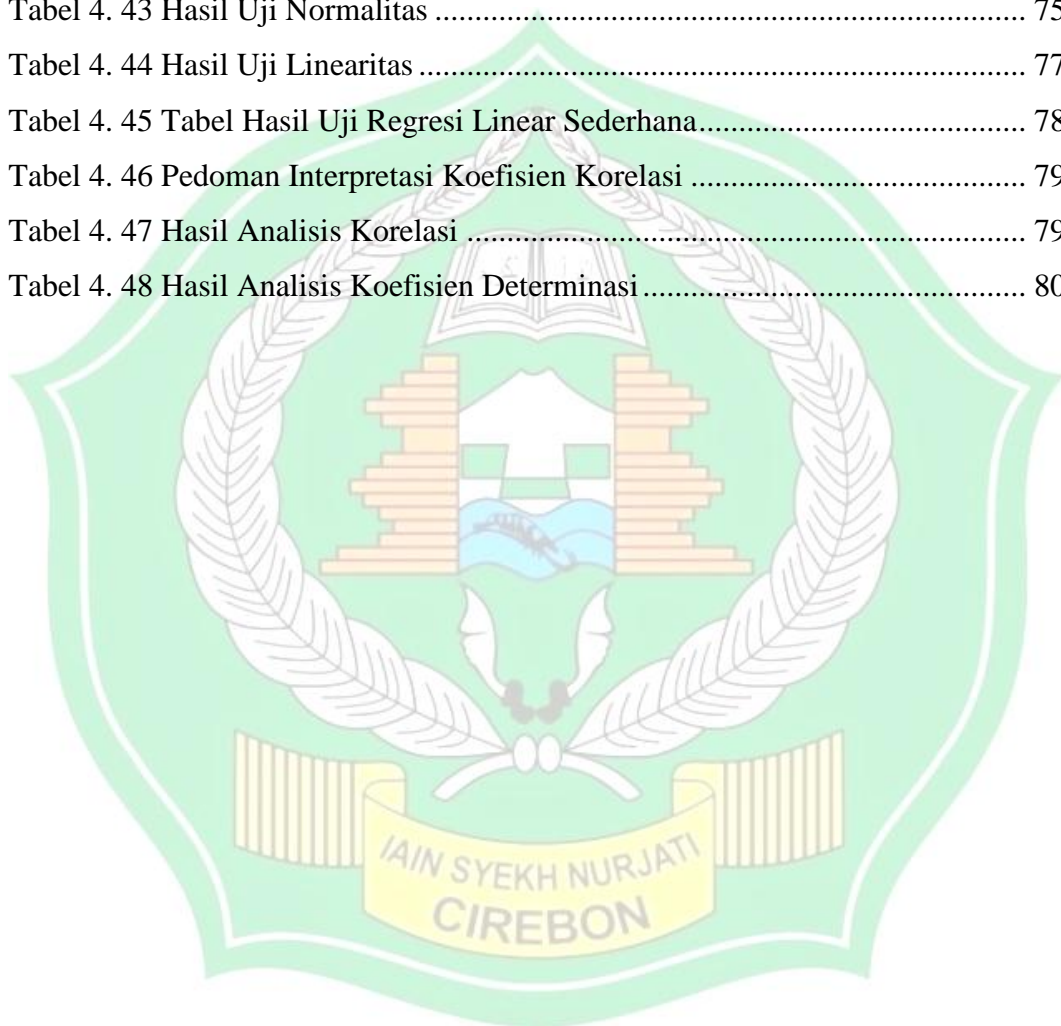 Tabel 4. 43 Hasil Uji Normalitas ........................................................................... 75
Tabel 4. 44 Hasil Uji Linearitas ............................................................................. 77
Tabel 4. 45 Tabel Hasil Uji Regresi Linear Sederhana......................................... 78
Tabel 4. 46 Pedoman Interpretasi Koefisien Korelasi .......................................... 79
Tabel 4. 47 Hasil Analisis Korelasi ....................................................................... 79
Tabel 4. 48 Hasil Analisis Koefisien Determinasi ................................................ 80
IAIN SYEKH NURJATI
CIREBON